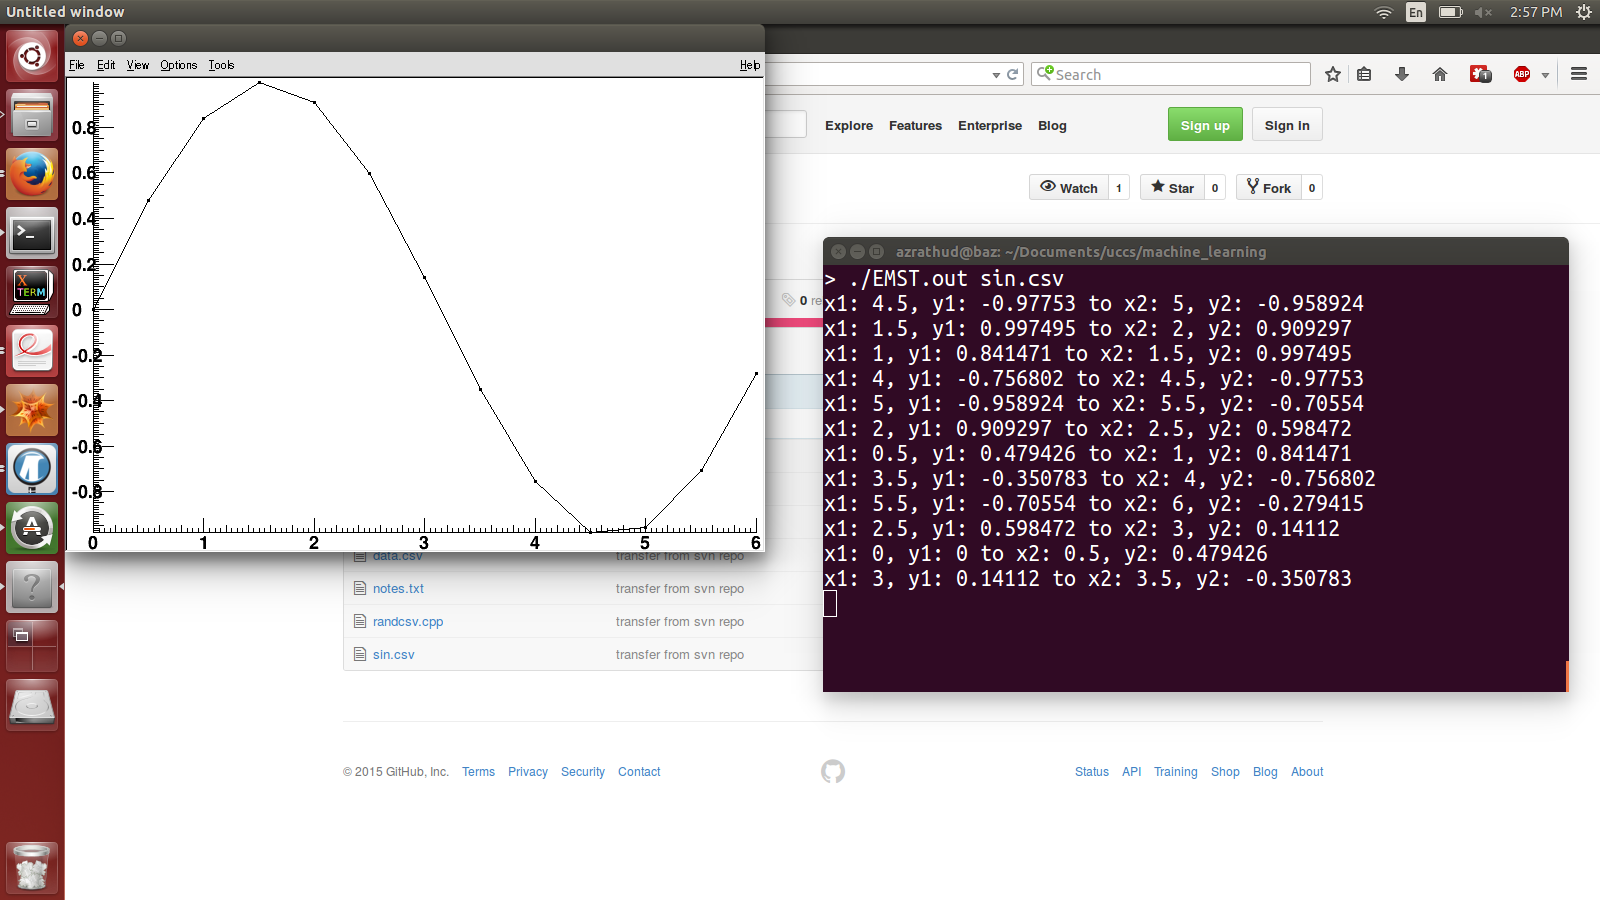 Untitled window
En
2:57 PM
File Edit View Options Tools Help
0.8
0.6
0.4
0.2
0
-0.2
-0.4
-0.6
-0.8
0 1 2 3 4 5 6
Search
1
ABP
Explore Features Enterprise Blog
Sign up
Sign in
Watch 1
Star 0
Fork 0
0 re
data.csv transfer from svn repo
notes.txt transfer from svn repo
randcsv.cpp transfer from svn repo
sin.csv transfer from svn repo
azrathud@baz: ~/Documents/uccs/machine_learning
> ./EMST.out sin.csv
x1: 4.5, y1: -0.97753 to x2: 5, y2: -0.958924
x1: 1.5, y1: 0.997495 to x2: 2, y2: 0.909297
x1: 1, y1: 0.841471 to x2: 1.5, y2: 0.997495
x1: 4, y1: -0.756802 to x2: 4.5, y2: -0.97753
x1: 5, y1: -0.958924 to x2: 5.5, y2: -0.70554
x1: 2, y1: 0.909297 to x2: 2.5, y2: 0.598472
x1: 0.5, y1: 0.479426 to x2: 1, y2: 0.841471
x1: 3.5, y1: -0.350783 to x2: 4, y2: -0.756802
x1: 5.5, y1: -0.70554 to x2: 6, y2: -0.279415
x1: 2.5, y1: 0.598472 to x2: 3, y2: 0.14112
x1: 0, y1: 0 to x2: 0.5, y2: 0.479426
x1: 3, y1: 0.14112 to x2: 3.5, y2: -0.350783
>_
X
TERM
A
?
© 2015 GitHub, Inc. Terms Privacy Security Contact
Status API Training Shop Blog About